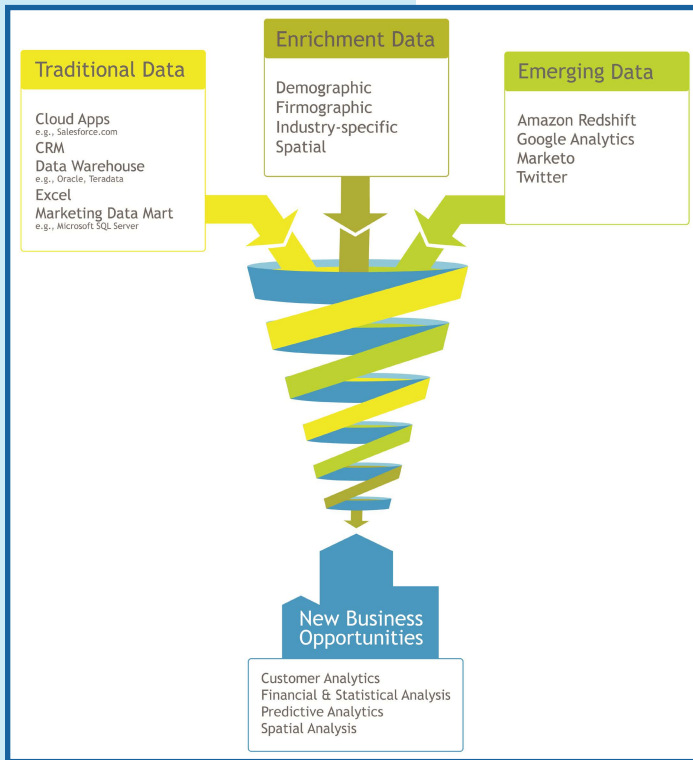 Traditional Data
Cloud Apps
e.g., Salesforce.com
CRM
Data Warehouse
e.g., Oracle, Teradata
Excel
Marketing Data Mart
e.g., Microsoft SQL Server
Enrichment Data
Demographic
Firmographic
Industry-specific
Spatial
Emerging Data
Amazon Redshift
Google Analytics
Marketo
Twitter
New Business
Opportunities
Customer Analytics
Financial & Statistical Analysis
Predictive Analytics
Spatial Analysis